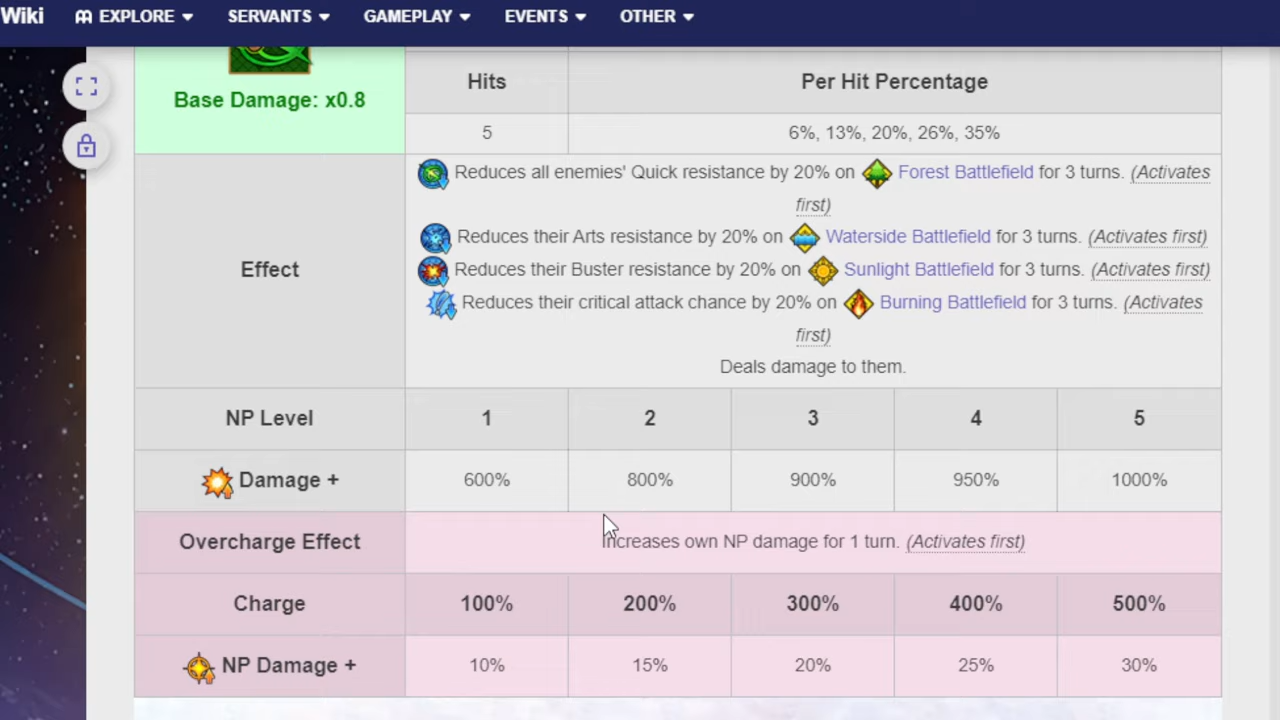 Wiki EXPLORE SERVANTS GAMEPLAY EVENTS OTHER
Base Damage: x0.8
Hits Per Hit Percentage
5 6%, 13%, 20%, 26%, 35%
Effect
Reduces all enemies' Quick resistance by 20% on Forest Battlefield for 3 turns. (Activates
first)
Reduces their Arts resistance by 20% on Waterside Battlefield for 3 turns. (Activates first)
Reduces their Buster resistance by 20% on Sunlight Battlefield for 3 turns. (Activates first)
Reduces their critical attack chance by 20% on Burning Battlefield for 3 turns. (Activates
first)
Deals damage to them.
NP Level 1 2 3 4 5
Damage + 600% 800% 900% 950% 1000%
Overcharge Effect Increases own NP damage for 1 turn. (Activates first)
Charge 100% 200% 300% 400% 500%
NP Damage + 10% 15% 20% 25% 30%